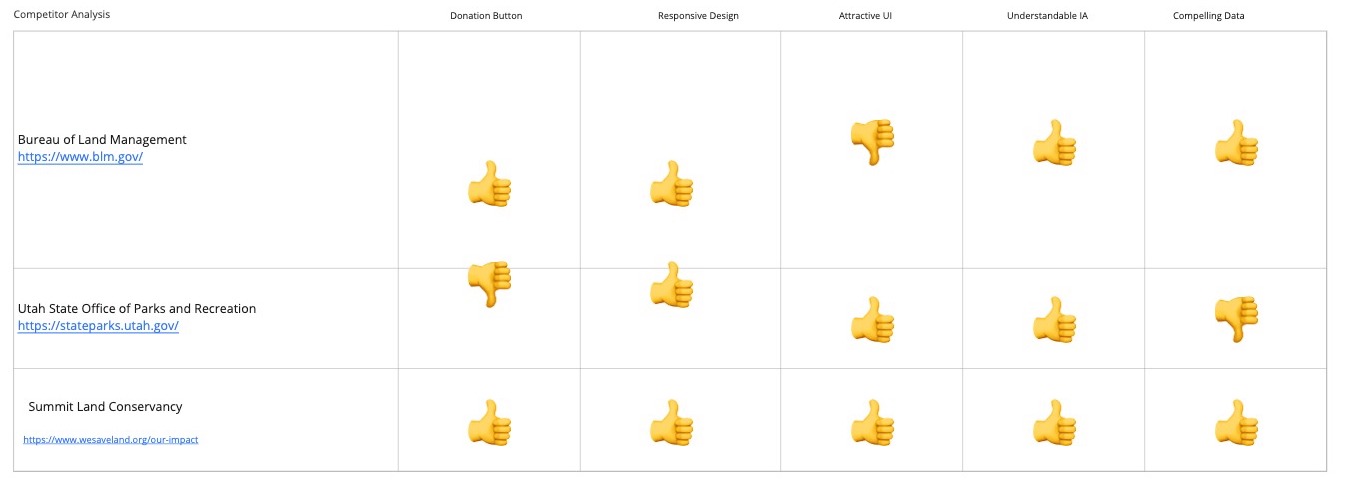 Competitor Analysis
Donation Button
Responsive Design
Attractive UI
Understandable IA
Compelling Data
Bureau of Land Management
https://www.blm.gov/
Utah State Office of Parks and Recreation
https://stateparks.utah.gov/
Summit Land Conservancy
https://www.wesaveland.org/our-impact